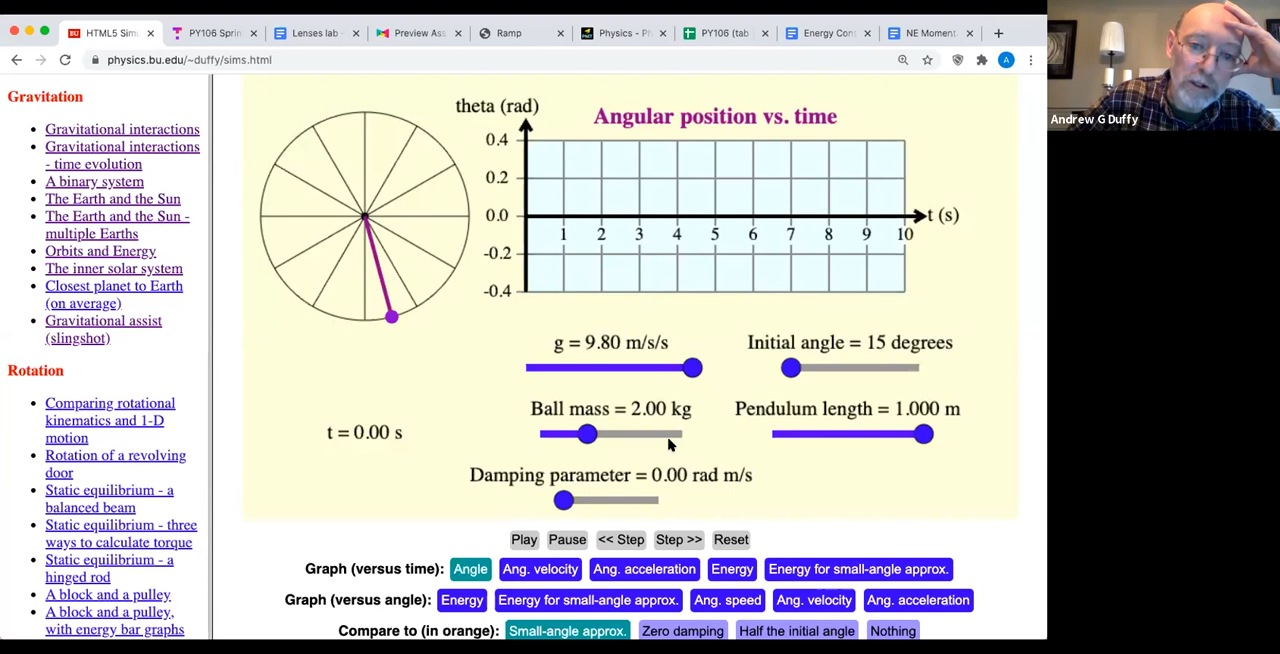 HTML5 Sim
PY106 Sprin
Lenses lab -
Preview Ass
Ramp
Physics - Ph
PY106 (tab
Energy Con
NE Moment
physics.bu.edu/~duffy/sims.html
A
Andrew G Duffy
Gravitation
Gravitational interactions
Gravitational interactions
- time evolution
A binary system
The Earth and the Sun
The Earth and the Sun -
multiple Earths
Orbits and Energy
The inner solar system
Closest planet to Earth
(on average)
Gravitational assist
(slingshot)
Rotation
Comparing rotational
kinematics and 1-D
motion
Rotation of a revolving
door
Static equilibrium - a
balanced beam
Static equilibrium - three
ways to calculate torque
Static equilibrium - a
hinged rod
A block and a pulley
A block and a pulley,
with energy bar graphs
theta (rad)
Angular position vs. time
0.4
0.2
0.0
-0.2
-0.4
1 2 3 4 5 6 7 8 9 10
t (s)
g = 9.80 m/s/s
Initial angle = 15 degrees
Ball mass = 2.00 kg
Pendulum length = 1.000 m
t = 0.00 s
Damping parameter = 0.00 rad m/s
Play Pause << Step Step >> Reset
Graph (versus time): Angle Ang. velocity Ang. acceleration Energy Energy for small-angle approx.
Graph (versus angle): Energy Energy for small-angle approx. Ang. speed Ang. velocity Ang. acceleration
Compare to (in orange): Small-angle approx. Zero damping Half the initial angle Nothing